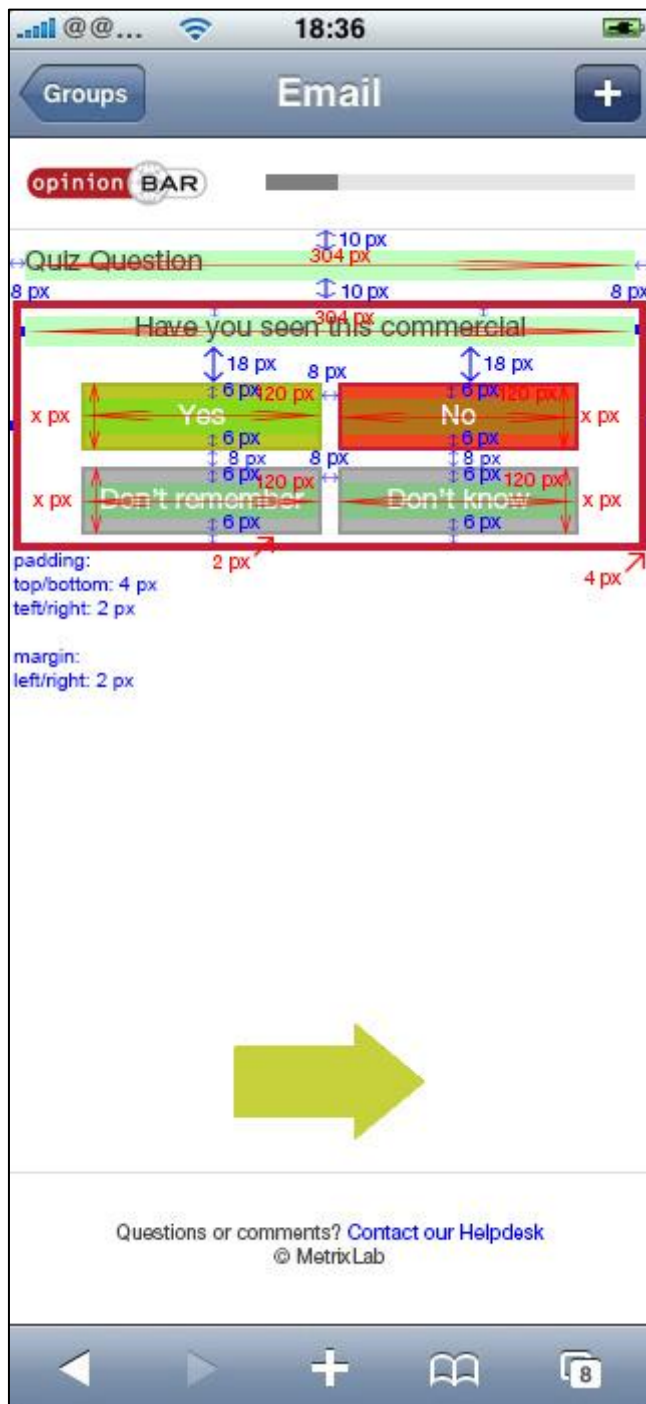 @@... 18:36
Groups Email +
opinion BAR
10 px
304 px
Quiz Question
8 px 10 px 8 px
304 px
Have you seen this commercial
18 px 8 px 18 px
6 px 120 px 6 px 120 px
x px Yes No x px
6 px 6 px
8 px 8 px 8 px
6 px 120 px 6 px 120 px
x px Don't remember Don't know x px
6 px 6 px
padding: 2 px 4 px
top/bottom: 4 px
teft/right: 2 px
margin:
left/right: 2 px
Questions or comments? Contact our Helpdesk
© MetrixLab
8